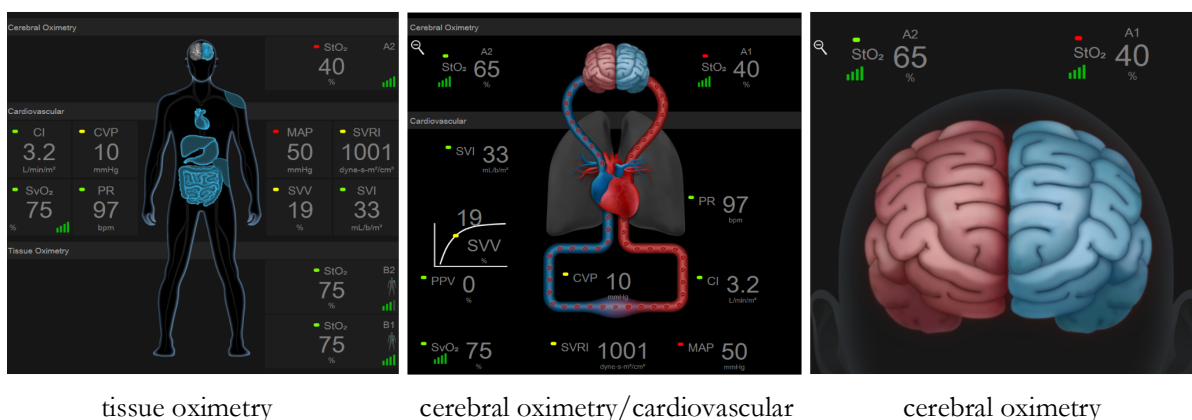 Cerebral Oximetry
StO₂ A2
40
%
Cardiovascular
CI
3.2
L/min/m²
CVP
10
mmHg
MAP
50
mmHg
SVRI
1001
dyne-s-m²/cm⁵
SvO₂
75
%
PR
97
bpm
SVV
19
%
SVI
33
mL/b/m²
Tissue Oximetry
StO₂ B2
75
%
StO₂ B1
75
%
tissue oximetry
Cerebral Oximetry
A2
StO₂ 65
%
A1
StO₂ 40
%
Cardiovascular
SVI 33
mL/b/m²
19
SVV
%
PR 97
bpm
PPV 0
%
CVP 10
mmHg
CI 3.2
L/min/m²
SvO₂ 75
SVRI 1001
dyne-s-m²/cm⁵
MAP 50
mmHg
cerebral oximetry/cardiovascular
A2
StO₂ 65
%
A1
StO₂ 40
%
cerebral oximetry